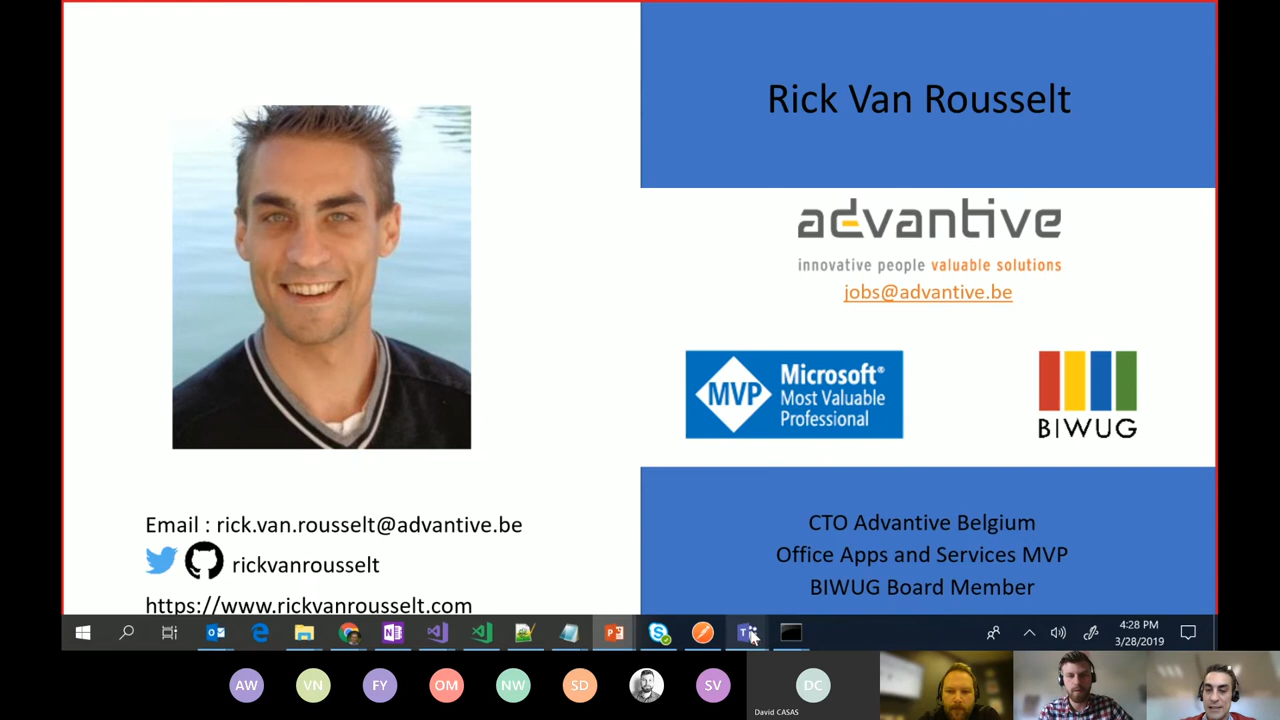 Rick Van Rousselt
advantive
innovative people valuable solutions
jobs@advantive.be
MVP
Microsoft®
Most Valuable
Professional
BIWUG
Email : rick.van.rousselt@advantive.be
rickvanrousselt
https://www.rickvanrousselt.com
CTO Advantive Belgium
Office Apps and Services MVP
BIWUG Board Member
4:28 PM
3/28/2019
AW
VN
FY
OM
NW
SD
SV
DC
David CASAS